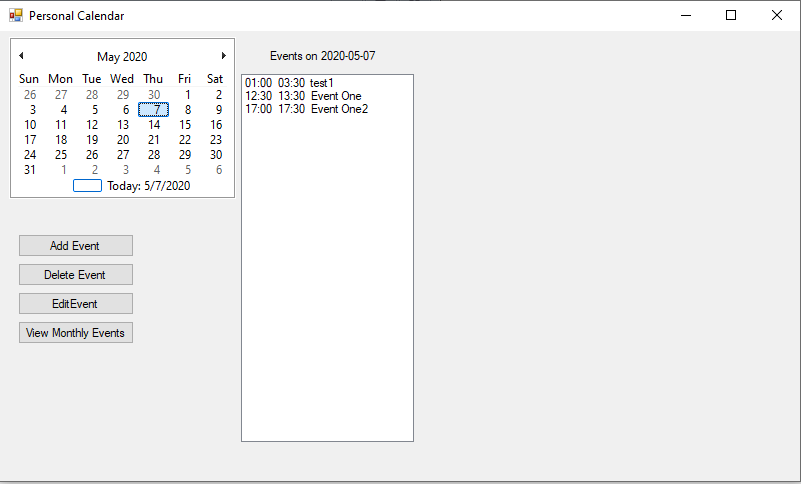 Personal Calendar
May 2020
Sun Mon Tue Wed Thu Fri Sat
26 27 28 29 30 1 2
3 4 5 6 7 8 9
10 11 12 13 14 15 16
17 18 19 20 21 22 23
24 25 26 27 28 29 30
31 1 2 3 4 5 6
Today: 5/7/2020
Add Event
Delete Event
EditEvent
View Monthly Events
Events on 2020-05-07
01:00 03:30 test1
12:30 13:30 Event One
17:00 17:30 Event One2